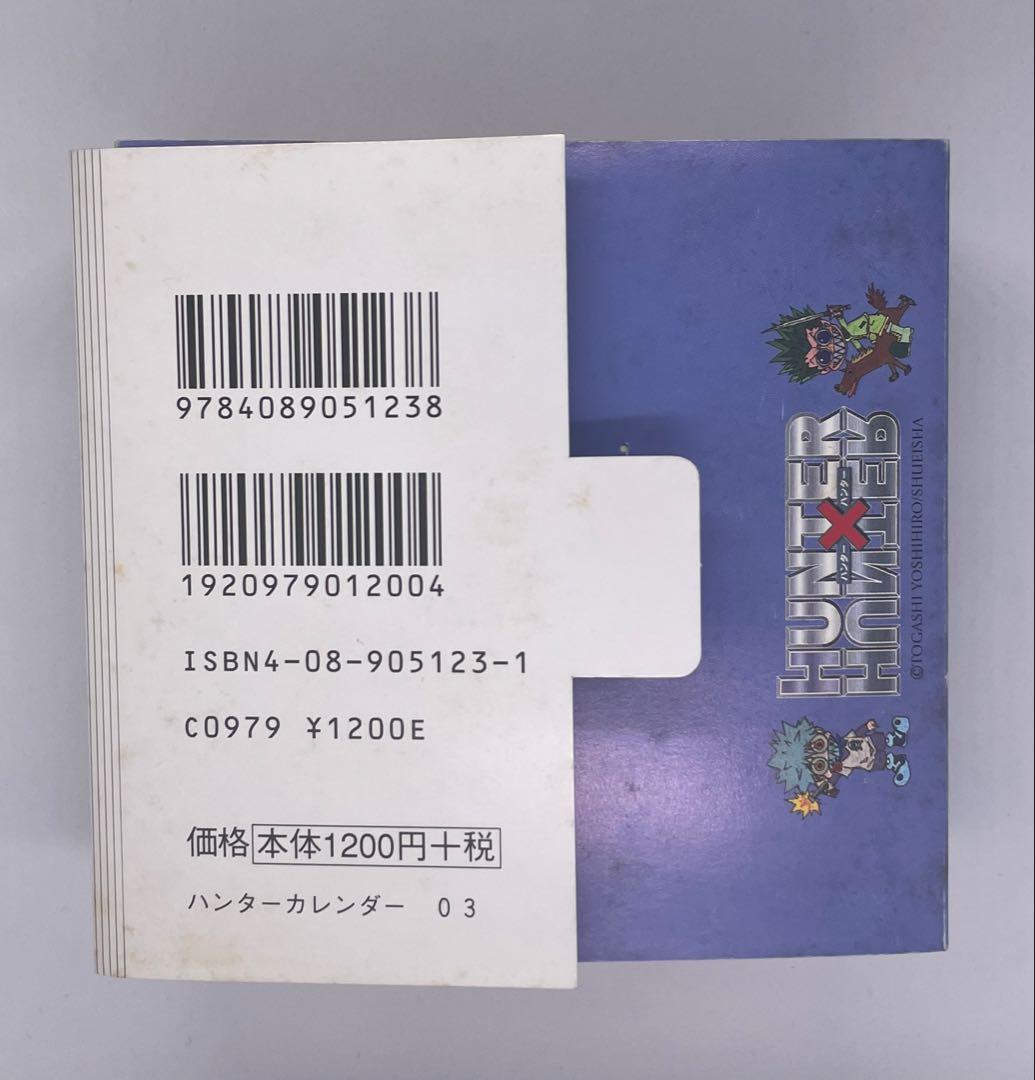 9784089051238
1920979012004
ISBN4-08-905123-1
C0979 ¥1200E
価格 本体1200円+税
ハンターカレンダー 03
HUNTER
ハンター×ハンター
HUNTER
©TOGASHI YOSHIHIRO/SHUEISHA